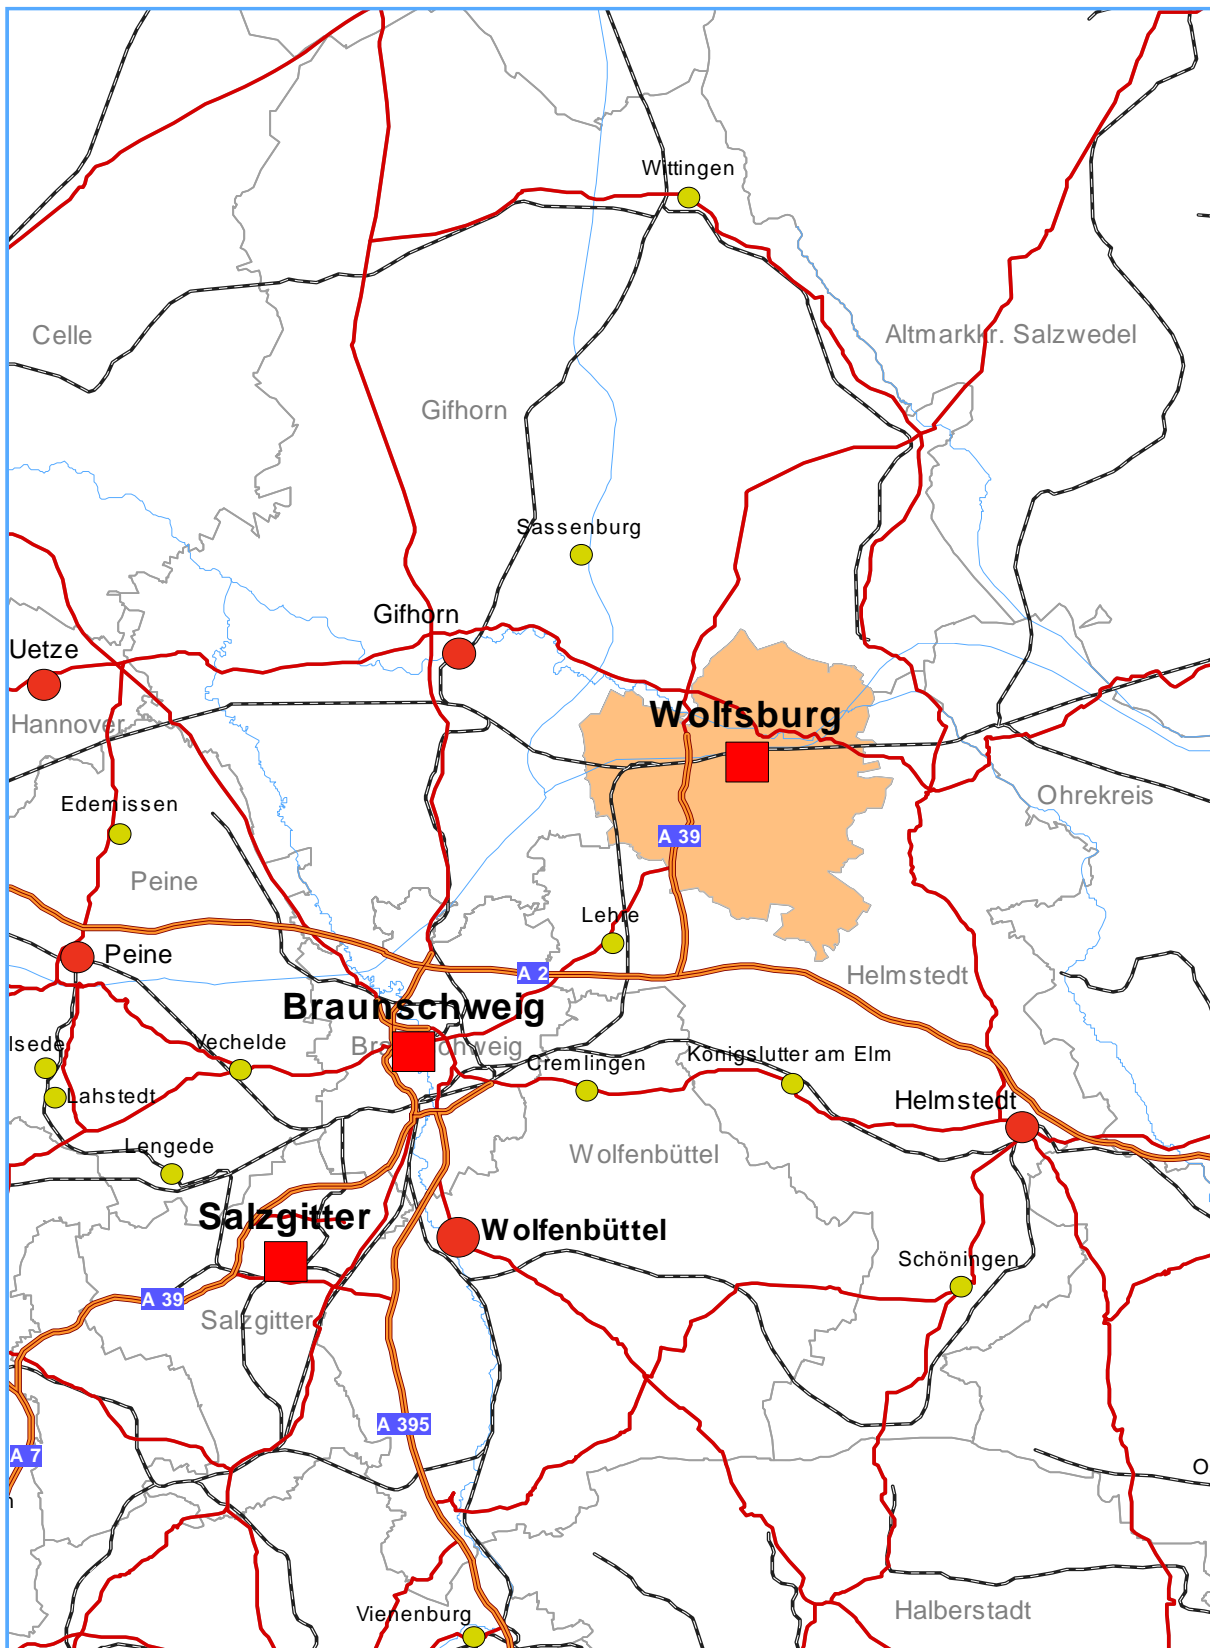 Wittingen
Celle
Altmarkkr. Salzwedel
Gifhorn
Sassenburg
Gifhorn
Uetze
Hannover
Wolfsburg
Edemissen
Ohrekreis
A 39
Peine
Lehre
Peine
A 2
Helmstedt
Braunschweig
lsede
Vechelde
Braunschweig
Cremlingen
Königslutter am Elm
Lahstedt
Helmstedt
Lengede
Wolfenbüttel
Salzgitter
Wolfenbüttel
Schöningen
A 39
Salzgitter
A 395
A 7
O
n
Halberstadt
Vienenburg